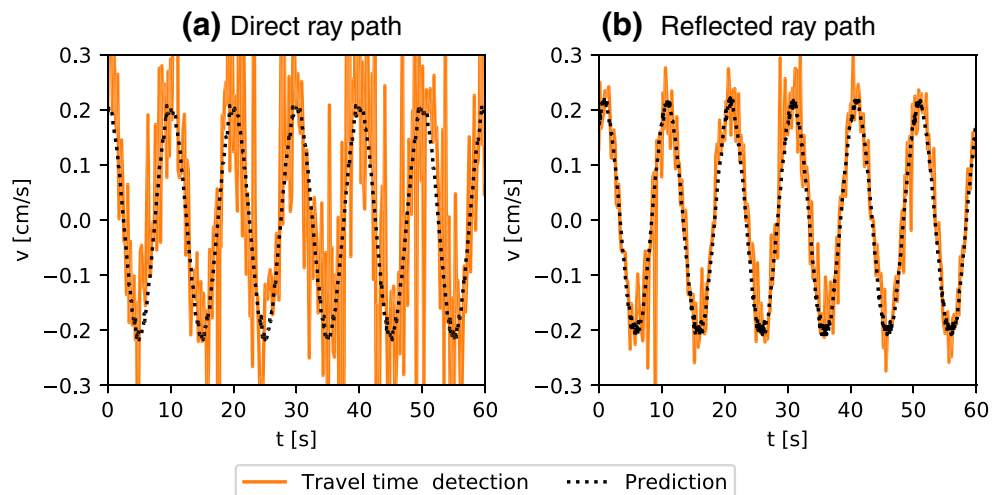 (a) Direct ray path
(b) Reflected ray path
0.3
0.2
0.1
0.0
−0.1
−0.2
−0.3
v [cm/s]
0 10 20 30 40 50 60
t [s]
0.3
0.2
0.1
0.0
−0.1
−0.2
−0.3
v [cm/s]
0 10 20 30 40 50 60
t [s]
Travel time detection
Prediction